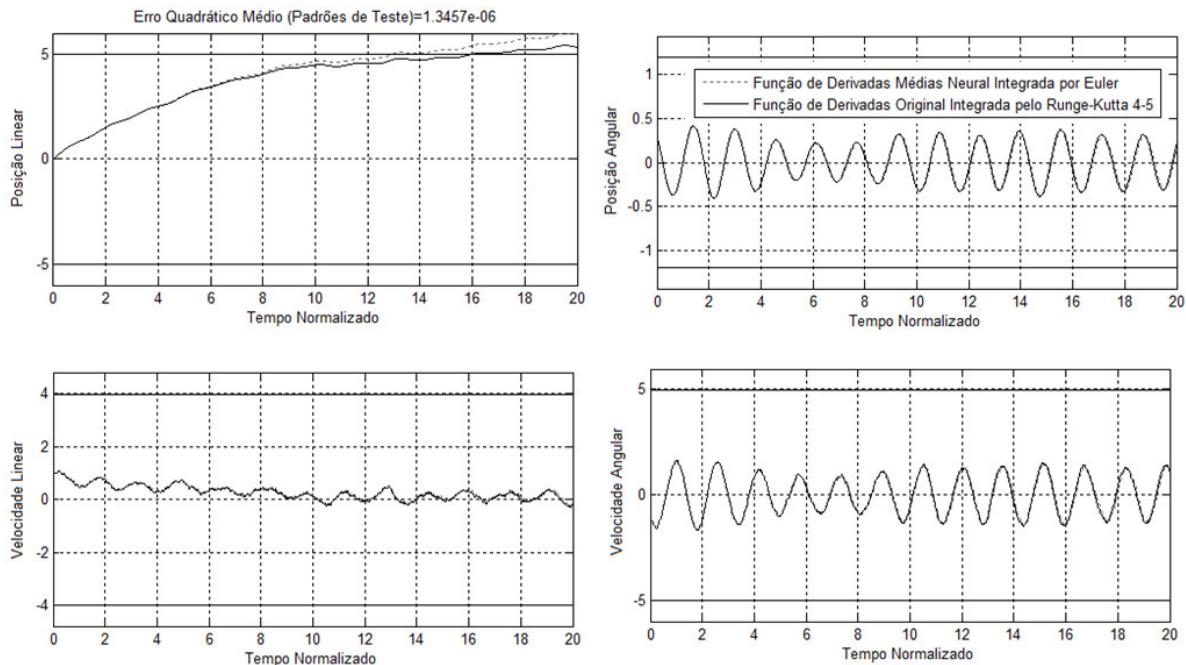 Erro Quadrático Médio (Padrões de Teste)=1.3457e-06
5
0
-5
Posição Linear
0 2 4 6 8 10 12 14 16 18 20
Tempo Normalizado
1
0.5
0
-0.5
-1
Posição Angular
Função de Derivadas Médias Neural Integrada por Euler
Função de Derivadas Original Integrada pelo Runge-Kutta 4-5
0 2 4 6 8 10 12 14 16 18 20
Tempo Normalizado
4
2
0
-2
-4
Velocidade Linear
0 2 4 6 8 10 12 14 16 18 20
Tempo Normalizado
5
0
-5
Velocidade Angular
0 2 4 6 8 10 12 14 16 18 20
Tempo Normalizado